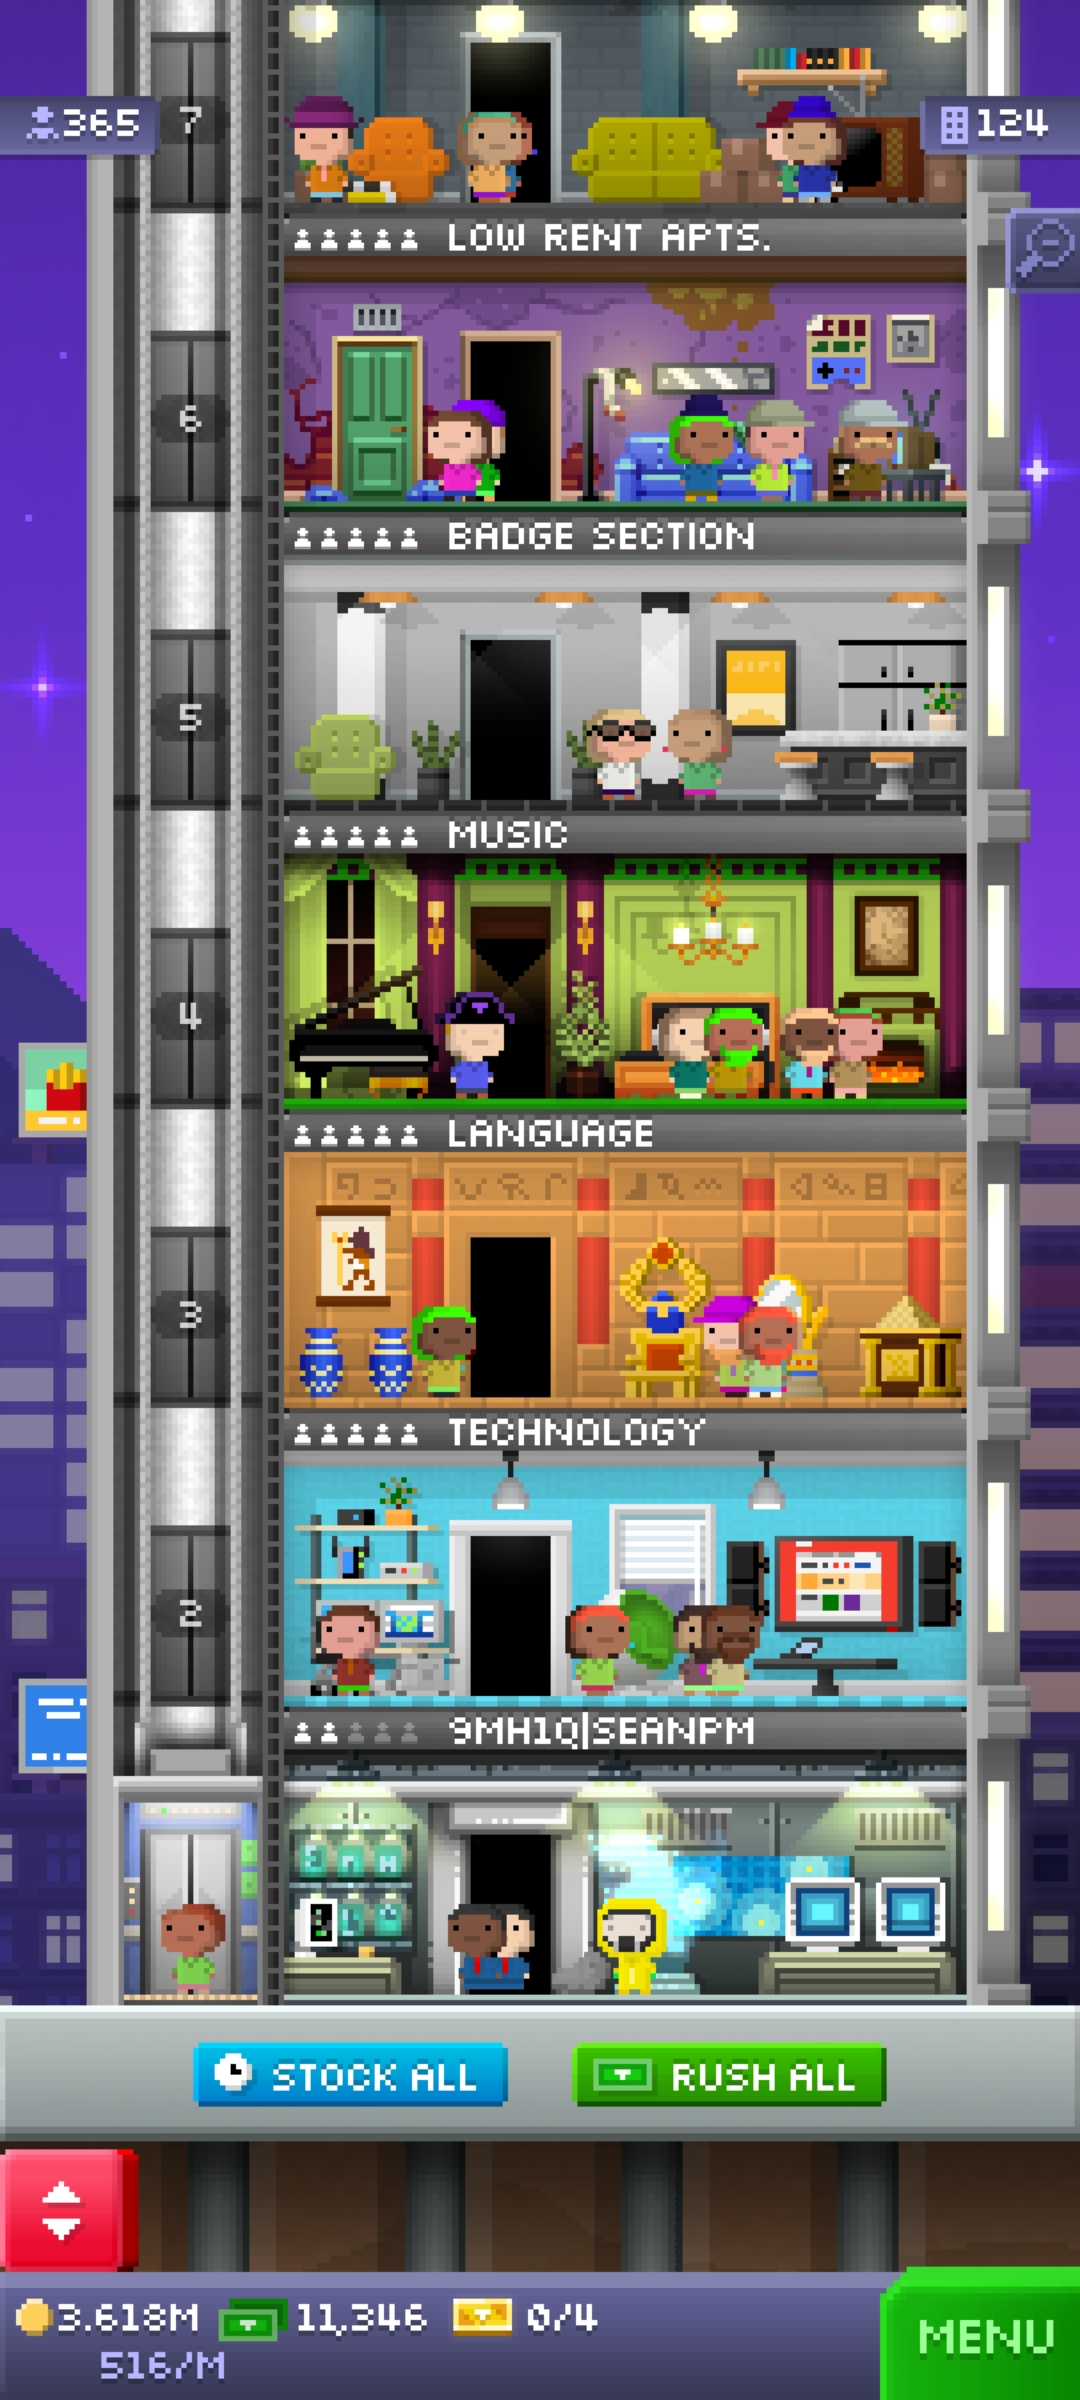 7
365
124
LOW RENT APTS.
6
BADGE SECTION
5
MUSIC
4
LANGUAGE
3
TECHNOLOGY
2
9MH1Q|SEANPM
STOCK ALL
RUSH ALL
3.618M
11,346
0/4
516/M
MENU